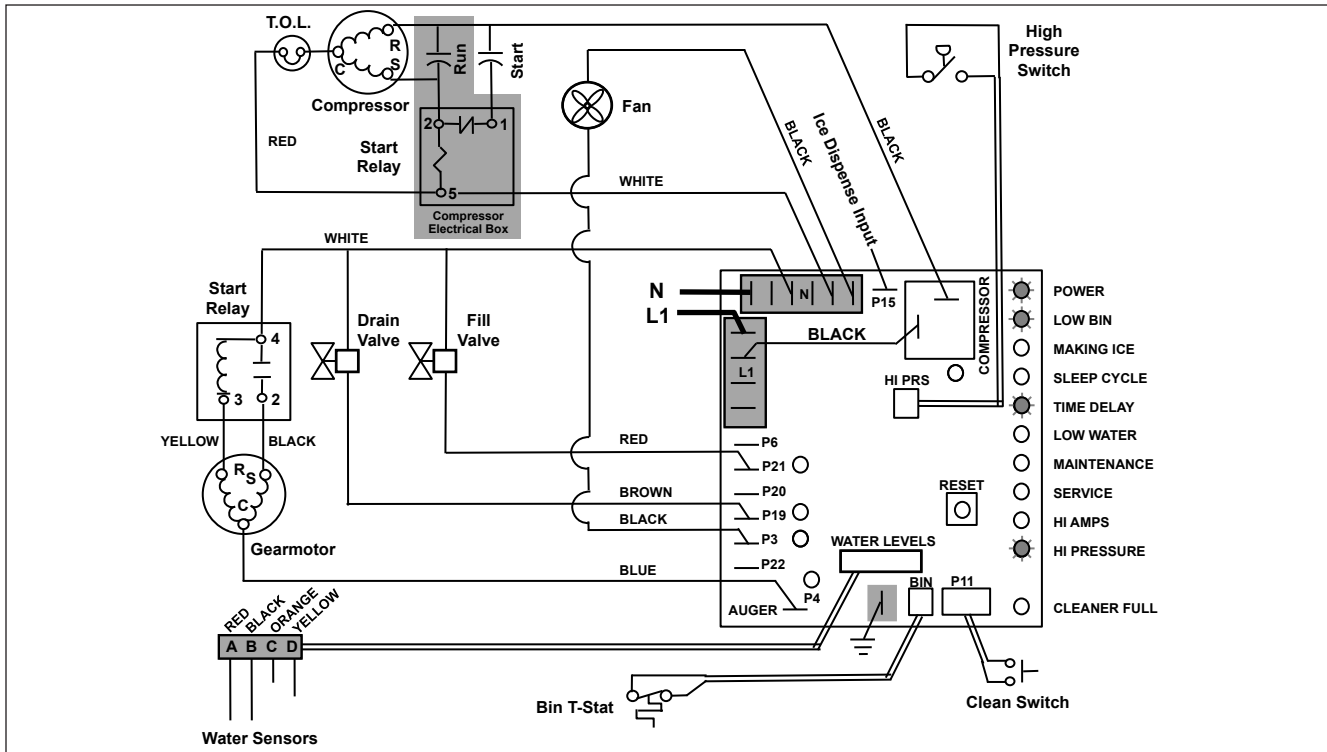 T.O.L.
R
S
C
Compressor
Run
Start
RED
2
1
Start
Relay
5
Compressor
Electrical Box
WHITE
Fan
BLACK
Ice Dispense Input
BLACK
High
Pressure
Switch
WHITE
Start
Relay
4
3
2
YELLOW
BLACK
R
S
C
Gearmotor
Drain
Valve
Fill
Valve
N
L1
N
L1
P15
BLACK
COMPRESSOR
HI PRS
POWER
LOW BIN
MAKING ICE
SLEEP CYCLE
TIME DELAY
LOW WATER
MAINTENANCE
SERVICE
HI AMPS
HI PRESSURE
CLEANER FULL
RED
BROWN
BLACK
BLUE
P6
P21
P20
P19
P3
P22
P4
AUGER
RESET
WATER LEVELS
BIN
P11
RED
BLACK
ORANGE
YELLOW
A B C D
Water Sensors
Bin T-Stat
Clean Switch